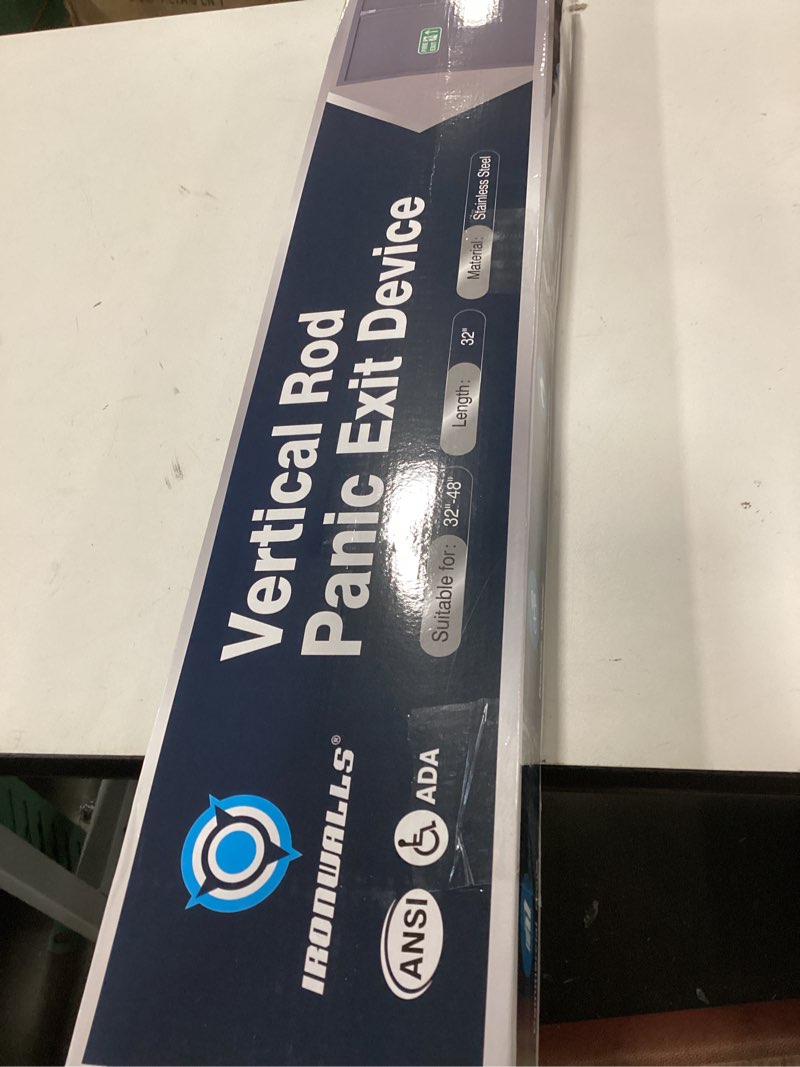 IRONWALLS®
ANSI
ADA
Vertical Rod
Panic Exit Device
Suitable for: 32"-48"
Length: 32"
Material: Stainless Steel